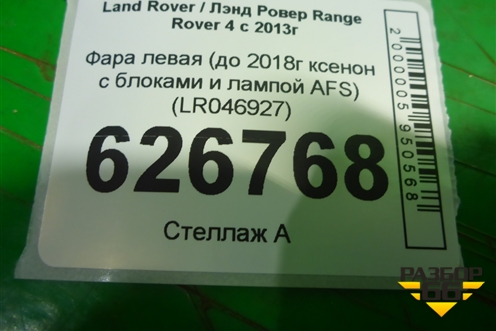 Land Rover / Лэнд Ровер Range
Rover 4 с 2013г
Фара левая (до 2018г ксенон
с блоками и лампой AFS)
(LR046927)
626768
Стеллаж А
2000005950568
РАЗБОР
66